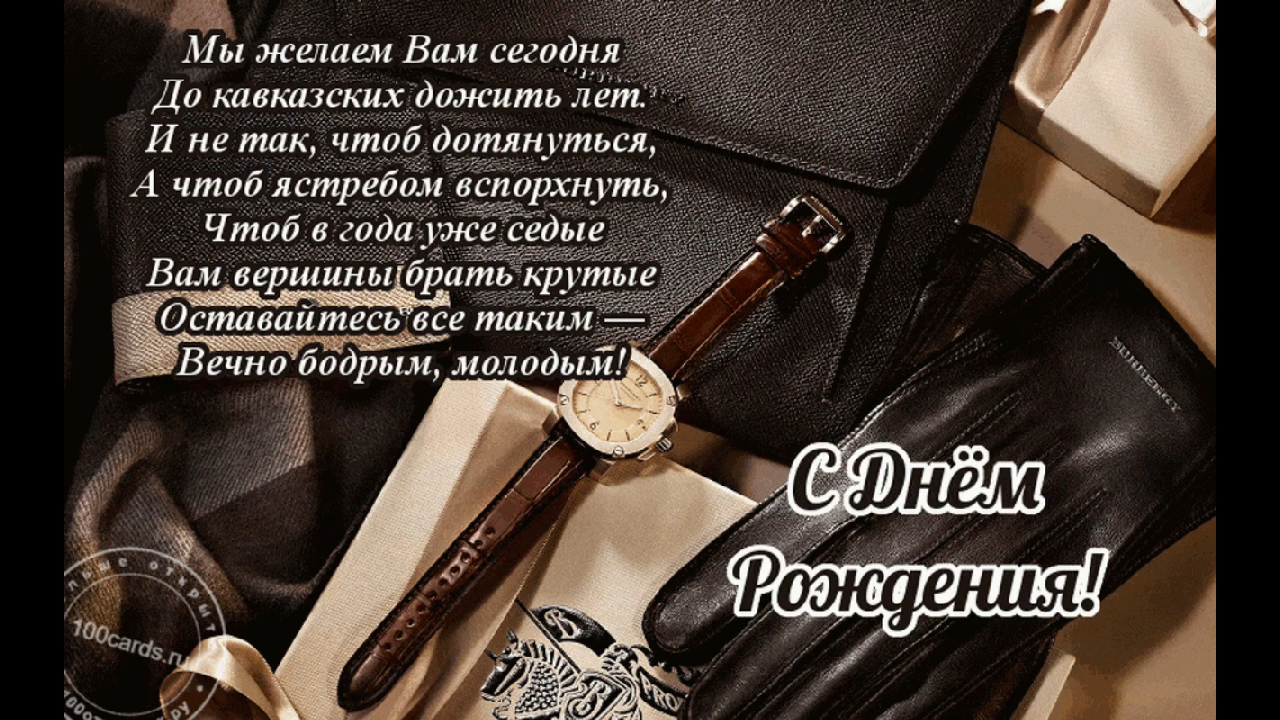 Мы желаем Вам сегодня
До кавказских дожить лет.
И не так, чтоб дотянуться,
А чтоб ястребом вспорхнуть,
Чтоб в года уже седые
Вам вершины брать крутые
Оставайтесь все таким —
Вечно бодрым, молодым!
BURBERRY
С Днём
Рождения!
100cards.ru